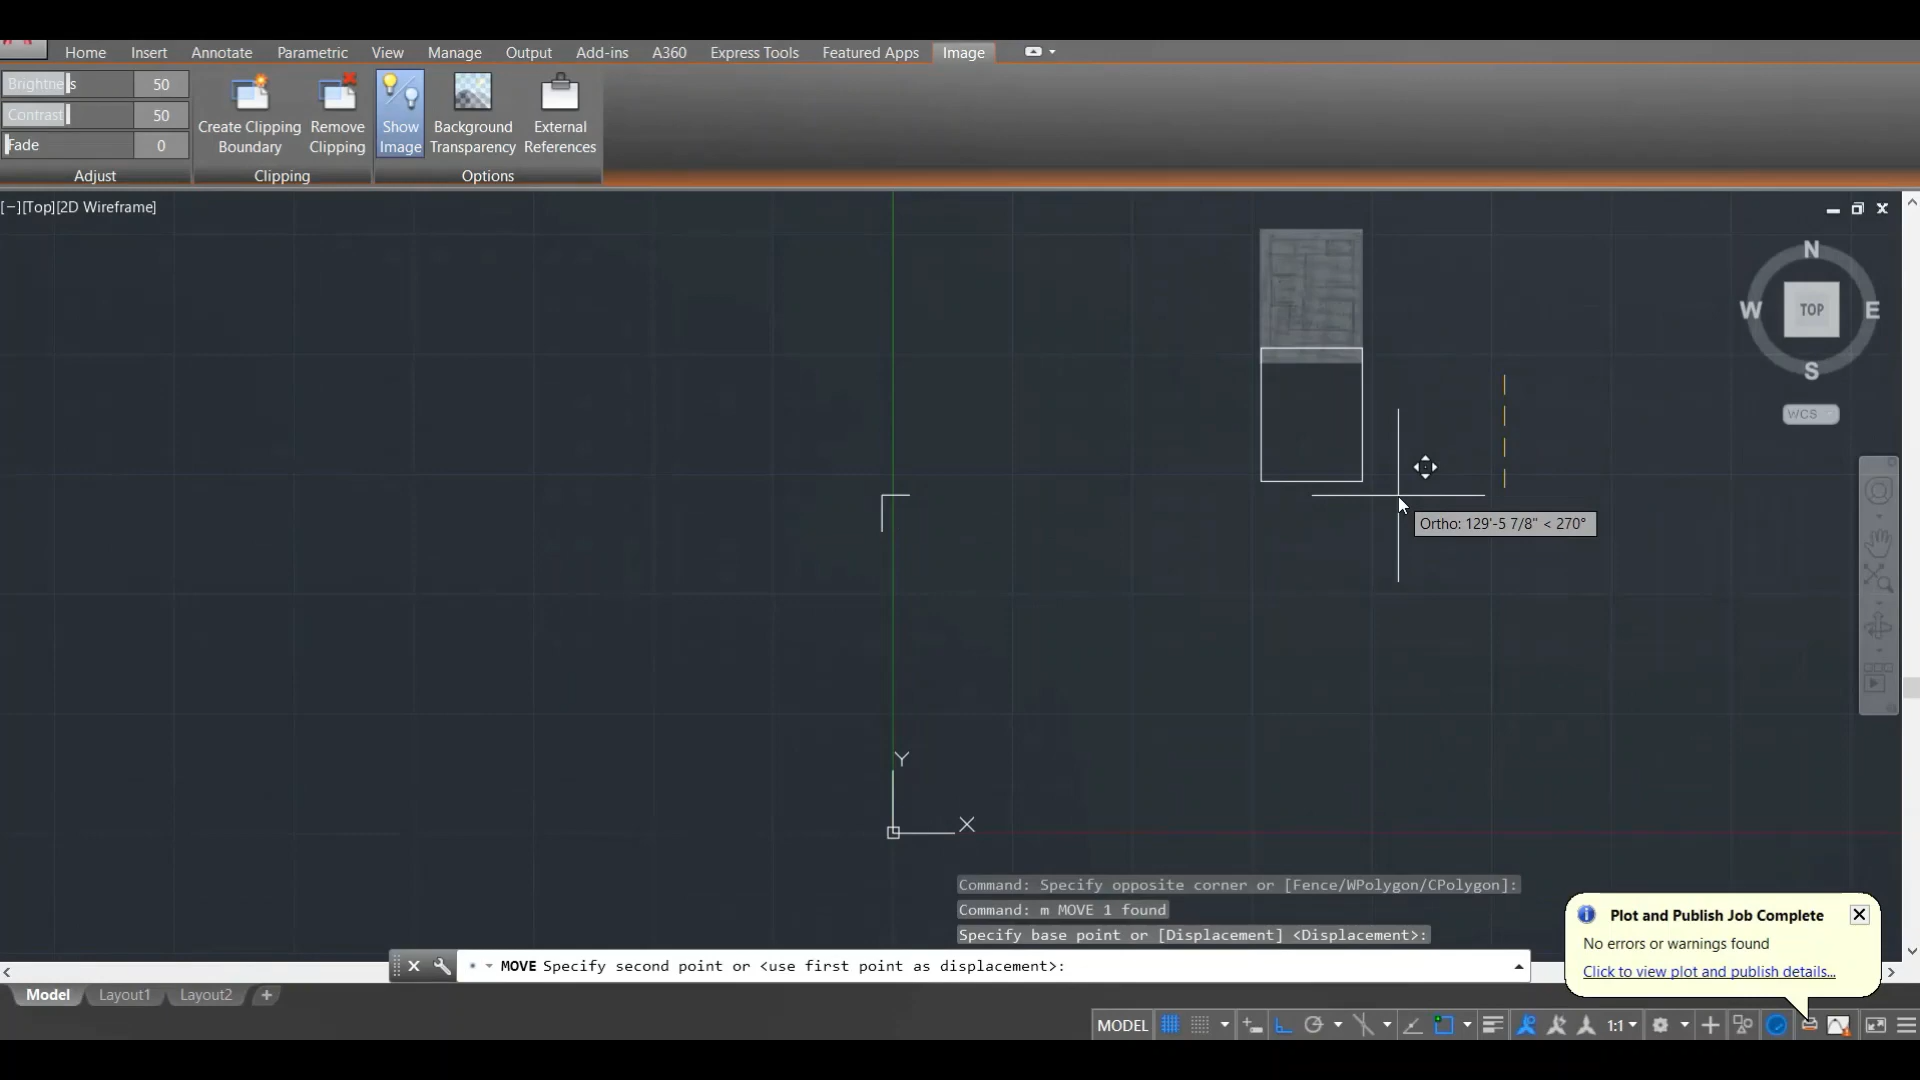 Home Insert Annotate Parametric View Manage Output Add-ins A360 Express Tools Featured Apps Image
Brightness 50
Contrast 50
Fade 0
Create Clipping Boundary
Remove Clipping
Show Image
Background Transparency
External References
Adjust Clipping Options
[−][Top][2D Wireframe]
N
W TOP E
S
WCS
Ortho: 129'-5 7/8" < 270°
Y
X
Command: Specify opposite corner or [Fence/WPolygon/CPolygon]:
Command: m MOVE 1 found
Specify base point or [Displacement] <Displacement>:
MOVE Specify second point or <use first point as displacement>:
Plot and Publish Job Complete
No errors or warnings found
Click to view plot and publish details...
Model Layout1 Layout2
MODEL 1:1